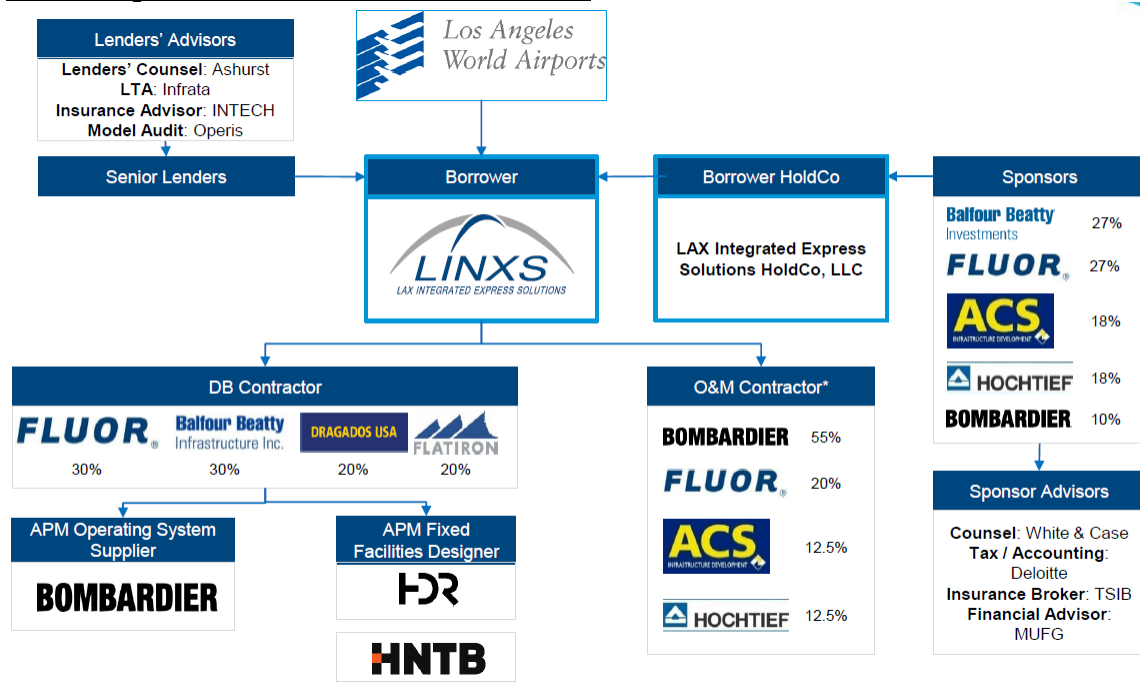 Lenders' Advisors
Lenders' Counsel: Ashurst
LTA: Infrata
Insurance Advisor: INTECH
Model Audit: Operis
Los Angeles
World Airports
Senior Lenders
Borrower
LINXS
LAX INTEGRATED EXPRESS SOLUTIONS
Borrower HoldCo
LAX Integrated Express
Solutions HoldCo, LLC
Sponsors
Balfour Beatty
Investments
27%
FLUOR® 27%
ACS
INFRASTRUCTURE DEVELOPMENT
18%
HOCHTIEF 18%
BOMBARDIER 10%
DB Contractor
FLUOR®
30%
Balfour Beatty
Infrastructure Inc.
30%
DRAGADOS USA
20%
FLATIRON
20%
O&M Contractor*
BOMBARDIER 55%
FLUOR® 20%
ACS
INFRASTRUCTURE DEVELOPMENT
12.5%
HOCHTIEF 12.5%
Sponsor Advisors
Counsel: White & Case
Tax / Accounting:
Deloitte
Insurance Broker: TSIB
Financial Advisor:
MUFG
APM Operating System
Supplier
BOMBARDIER
APM Fixed
Facilities Designer
HDR
HNTB